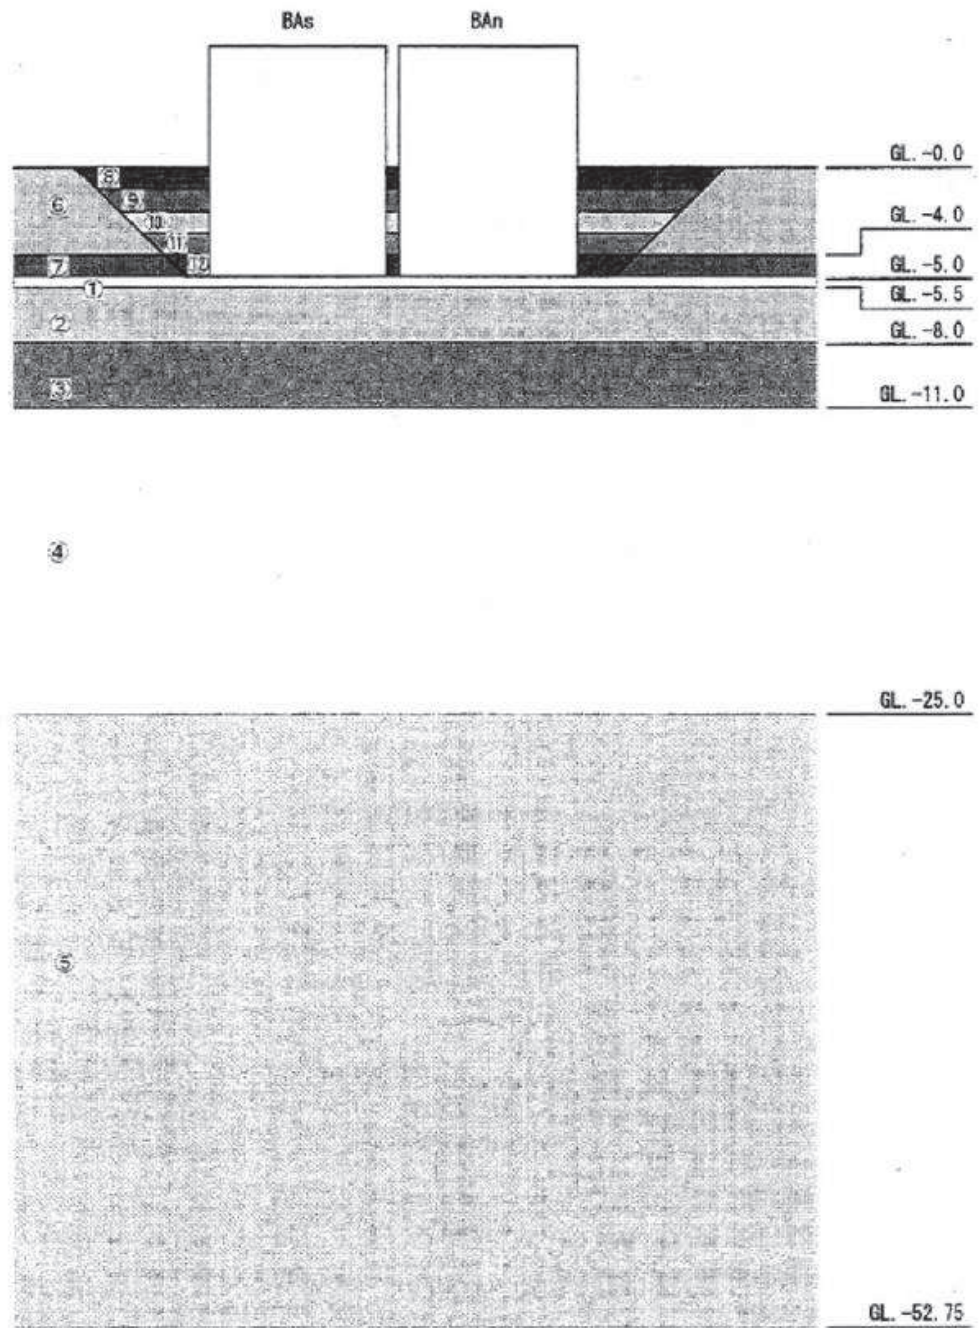 BAs BAn
GL.-0.0
⑧
⑨
⑥
⑩
GL.-4.0
⑪
⑦ ⑫
GL.-5.0
①
GL.-5.5
②
GL.-8.0
③
GL.-11.0
④
GL.-25.0
⑤
GL.-52.75